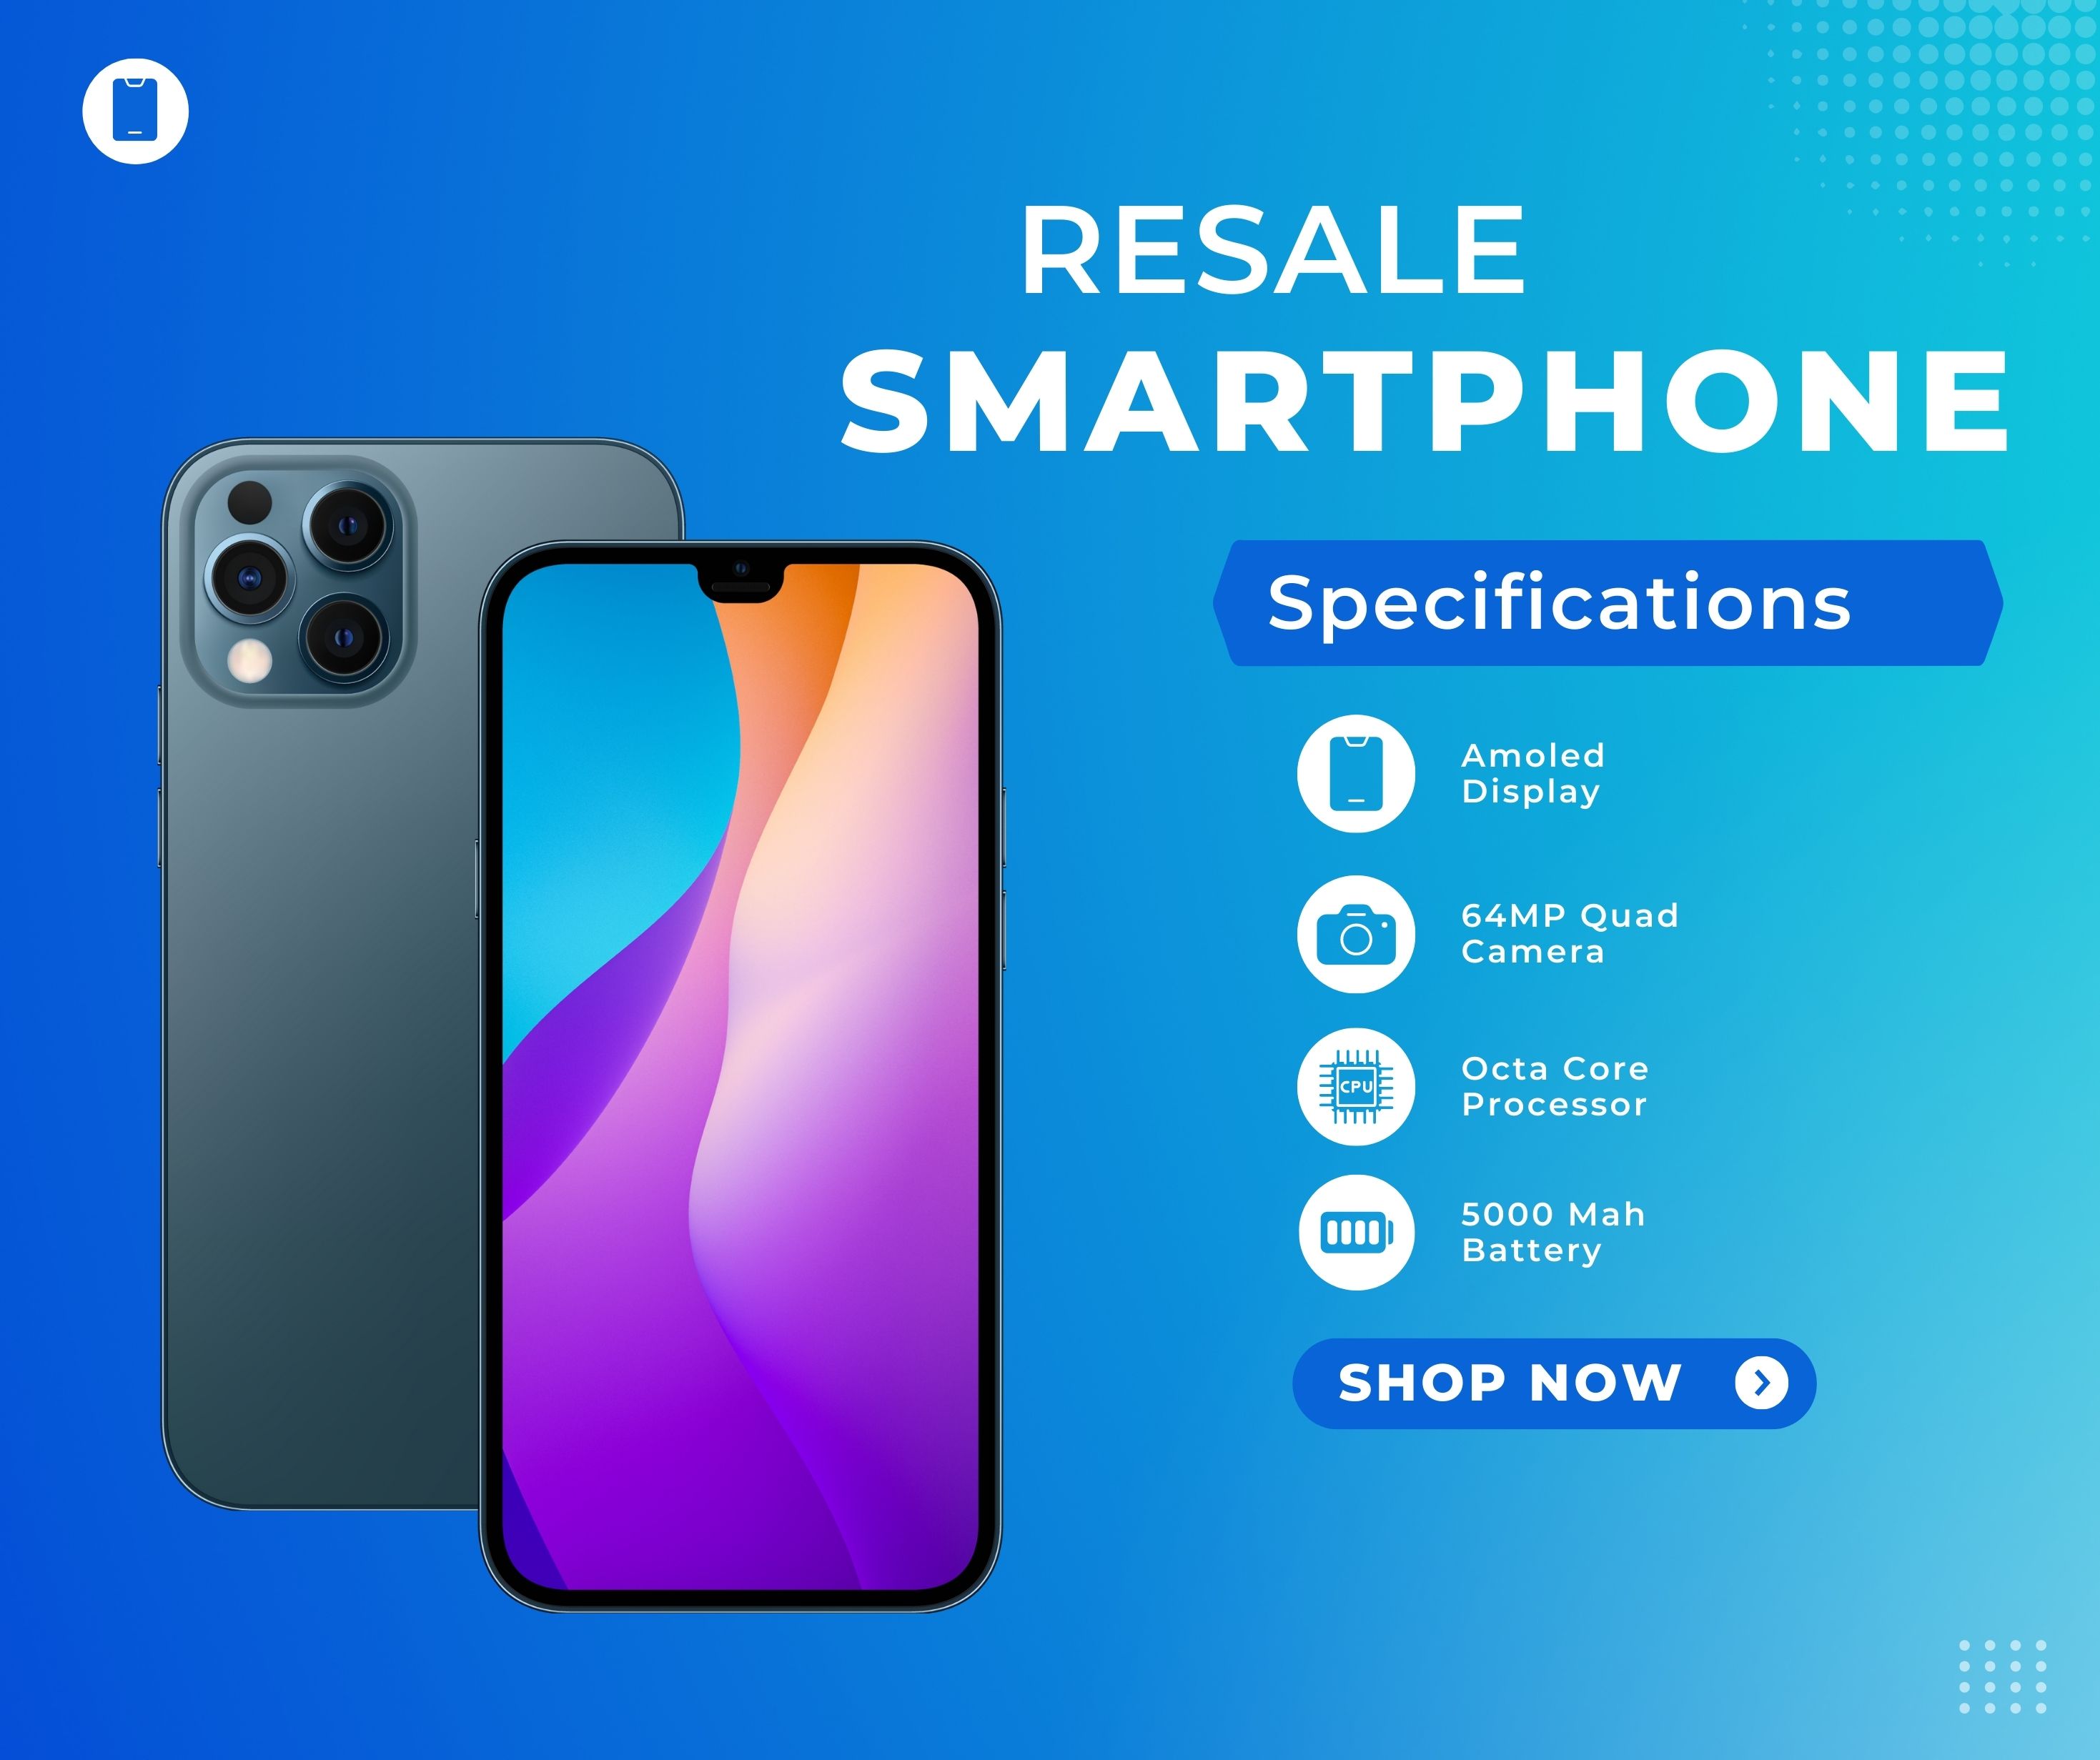 RESALE
SMARTPHONE
Specifications
Amoled
Display
64MP Quad
Camera
CPU
Octa Core
Processor
5000 Mah
Battery
SHOP NOW